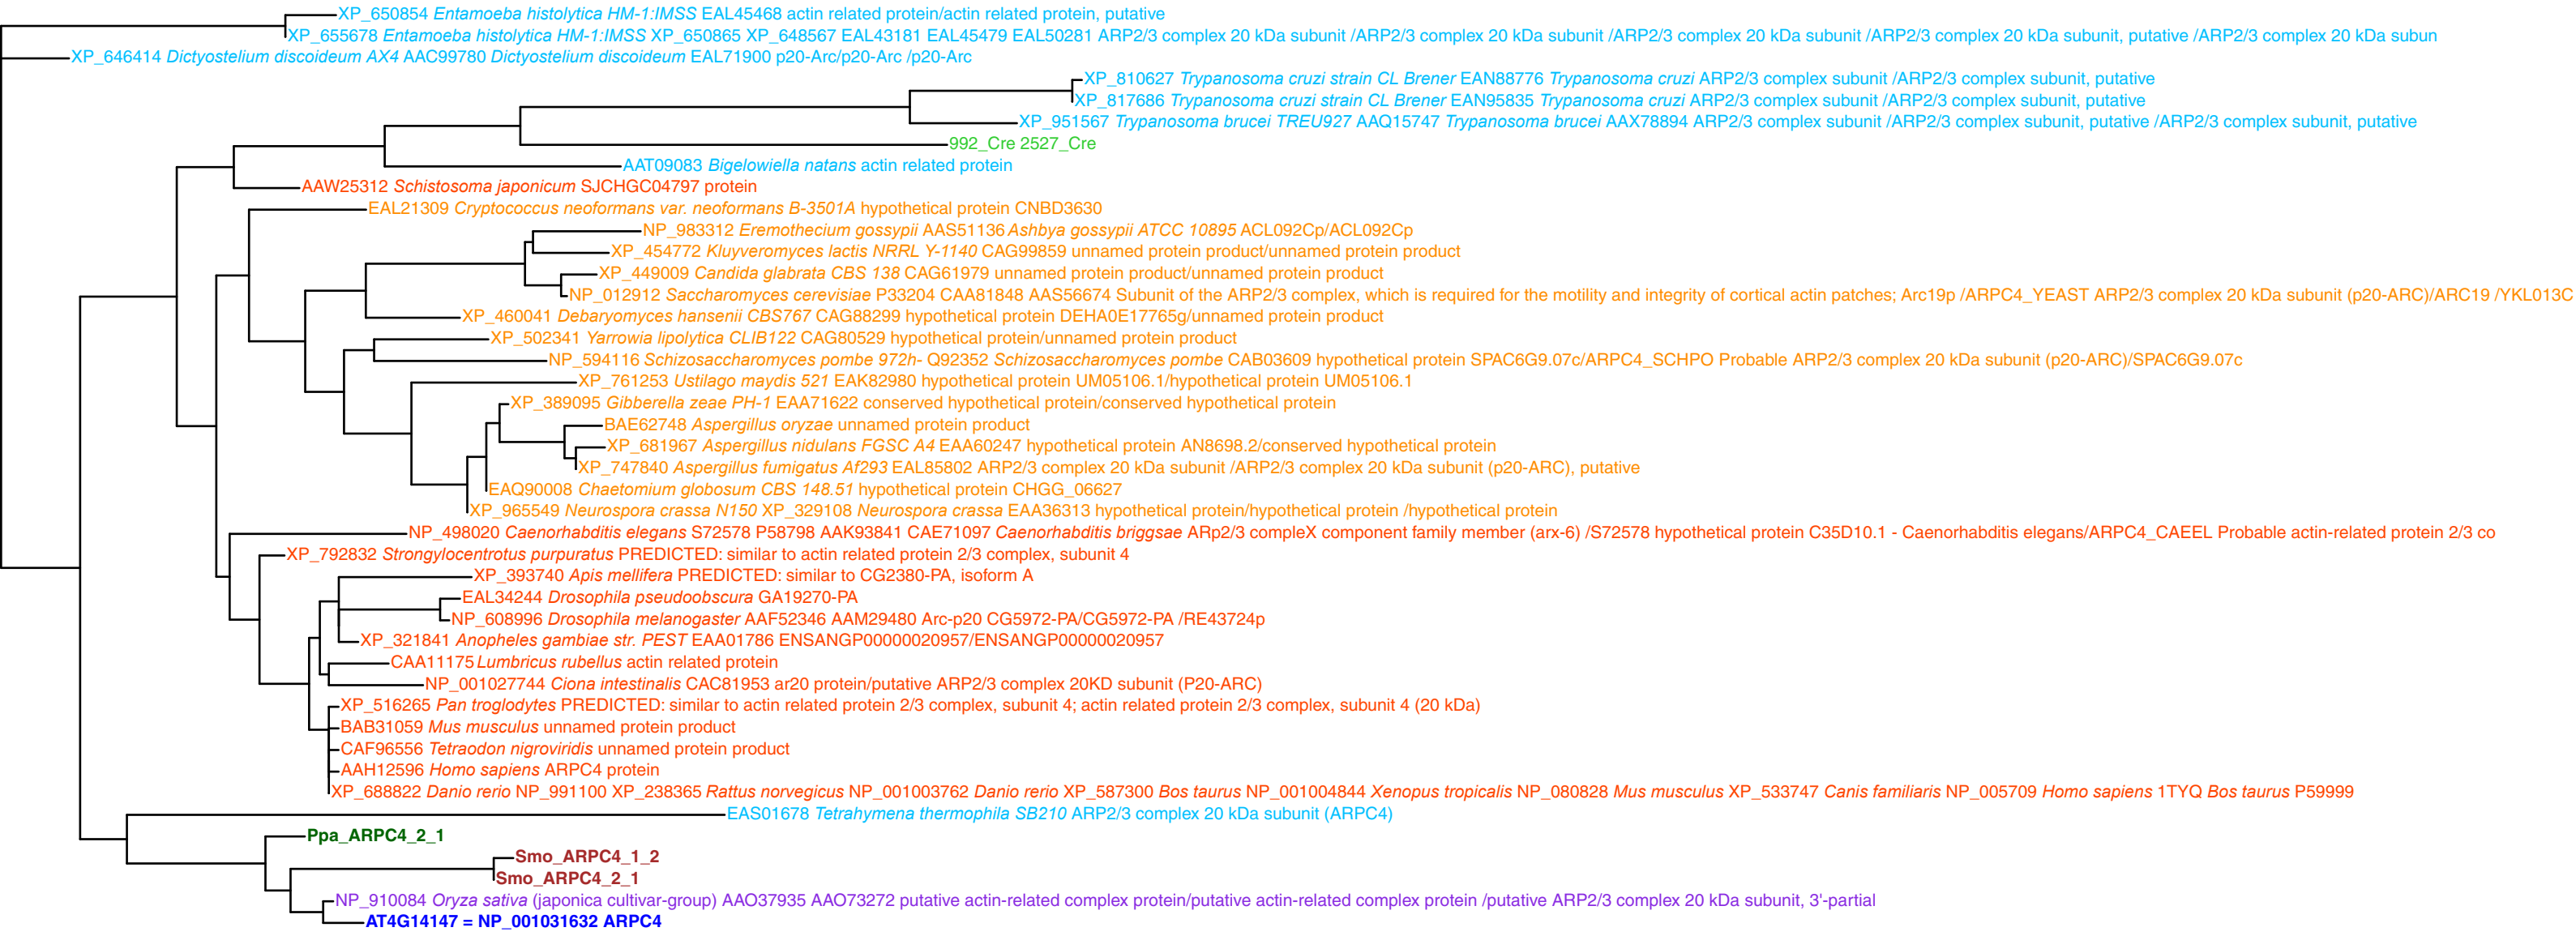 XP_650854 Entamoeba histolytica HM-1:IMSS EAL45468 actin related protein/actin related protein, putative
XP_655678 Entamoeba histolytica HM-1:IMSS XP_650865 XP_648567 EAL43181 EAL45479 EAL50281 ARP2/3 complex 20 kDa subunit /ARP2/3 complex 20 kDa subunit /ARP2/3 complex 20 kDa subunit /ARP2/3 complex 20 kDa subunit, putative /ARP2/3 complex 20 kDa subun
XP_646414 Dictyostelium discoideum AX4 AAC99780 Dictyostelium discoideum EAL71900 p20-Arc/p20-Arc /p20-Arc
XP_810627 Trypanosoma cruzi strain CL Brener EAN88776 Trypanosoma cruzi ARP2/3 complex subunit /ARP2/3 complex subunit, putative
XP_817686 Trypanosoma cruzi strain CL Brener EAN95835 Trypanosoma cruzi ARP2/3 complex subunit /ARP2/3 complex subunit, putative
XP_951567 Trypanosoma brucei TREU927 AAQ15747 Trypanosoma brucei AAX78894 ARP2/3 complex subunit /ARP2/3 complex subunit, putative /ARP2/3 complex subunit, putative
992_Cre 2527_Cre
AAT09083 Bigelowiella natans actin related protein
AAW25312 Schistosoma japonicum SJCHGC04797 protein
EAL21309 Cryptococcus neoformans var. neoformans B-3501A hypothetical protein CNBD3630
NP_983312 Eremothecium gossypii AAS51136 Ashbya gossypii ATCC 10895 ACL092Cp/ACL092Cp
XP_454772 Kluyveromyces lactis NRRL Y-1140 CAG99859 unnamed protein product/unnamed protein product
XP_449009 Candida glabrata CBS 138 CAG61979 unnamed protein product/unnamed protein product
NP_012912 Saccharomyces cerevisiae P33204 CAA81848 AAS56674 Subunit of the ARP2/3 complex, which is required for the motility and integrity of cortical actin patches; Arc19p /ARPC4_YEAST ARP2/3 complex 20 kDa subunit (p20-ARC)/ARC19 /YKL013C
XP_460041 Debaryomyces hansenii CBS767 CAG88299 hypothetical protein DEHA0E17765g/unnamed protein product
XP_502341 Yarrowia lipolytica CLIB122 CAG80529 hypothetical protein/unnamed protein product
NP_594116 Schizosaccharomyces pombe 972h- Q92352 Schizosaccharomyces pombe CAB03609 hypothetical protein SPAC6G9.07c/ARPC4_SCHPO Probable ARP2/3 complex 20 kDa subunit (p20-ARC)/SPAC6G9.07c
XP_761253 Ustilago maydis 521 EAK82980 hypothetical protein UM05106.1/hypothetical protein UM05106.1
XP_389095 Gibberella zeae PH-1 EAA71622 conserved hypothetical protein/conserved hypothetical protein
BAE62748 Aspergillus oryzae unnamed protein product
XP_681967 Aspergillus nidulans FGSC A4 EAA60247 hypothetical protein AN8698.2/conserved hypothetical protein
XP_747840 Aspergillus fumigatus Af293 EAL85802 ARP2/3 complex 20 kDa subunit /ARP2/3 complex 20 kDa subunit (p20-ARC), putative
EAQ90008 Chaetomium globosum CBS 148.51 hypothetical protein CHGG_06627
XP_965549 Neurospora crassa N150 XP_329108 Neurospora crassa EAA36313 hypothetical protein/hypothetical protein /hypothetical protein
NP_498020 Caenorhabditis elegans S72578 P58798 AAK93841 CAE71097 Caenorhabditis briggsae ARp2/3 compleX component family member (arx-6) /S72578 hypothetical protein C35D10.1 - Caenorhabditis elegans/ARPC4_CAEEL Probable actin-related protein 2/3 co
XP_792832 Strongylocentrotus purpuratus PREDICTED: similar to actin related protein 2/3 complex, subunit 4
XP_393740 Apis mellifera PREDICTED: similar to CG2380-PA, isoform A
EAL34244 Drosophila pseudoobscura GA19270-PA
NP_608996 Drosophila melanogaster AAF52346 AAM29480 Arc-p20 CG5972-PA/CG5972-PA /RE43724p
XP_321841 Anopheles gambiae str. PEST EAA01786 ENSANGP00000020957/ENSANGP00000020957
CAA11175 Lumbricus rubellus actin related protein
NP_001027744 Ciona intestinalis CAC81953 ar20 protein/putative ARP2/3 complex 20KD subunit (P20-ARC)
XP_516265 Pan troglodytes PREDICTED: similar to actin related protein 2/3 complex, subunit 4; actin related protein 2/3 complex, subunit 4 (20 kDa)
BAB31059 Mus musculus unnamed protein product
CAF96556 Tetraodon nigroviridis unnamed protein product
AAH12596 Homo sapiens ARPC4 protein
XP_688822 Danio rerio NP_991100 XP_238365 Rattus norvegicus NP_001003762 Danio rerio XP_587300 Bos taurus NP_001004844 Xenopus tropicalis NP_080828 Mus musculus XP_533747 Canis familiaris NP_005709 Homo sapiens 1TYQ Bos taurus P59999
EAS01678 Tetrahymena thermophila SB210 ARP2/3 complex 20 kDa subunit (ARPC4)
Ppa_ARPC4_2_1
Smo_ARPC4_1_2
Smo_ARPC4_2_1
NP_910084 Oryza sativa (japonica cultivar-group) AAO37935 AAO73272 putative actin-related complex protein/putative actin-related complex protein /putative ARP2/3 complex 20 kDa subunit, 3'-partial
AT4G14147 = NP_001031632 ARPC4